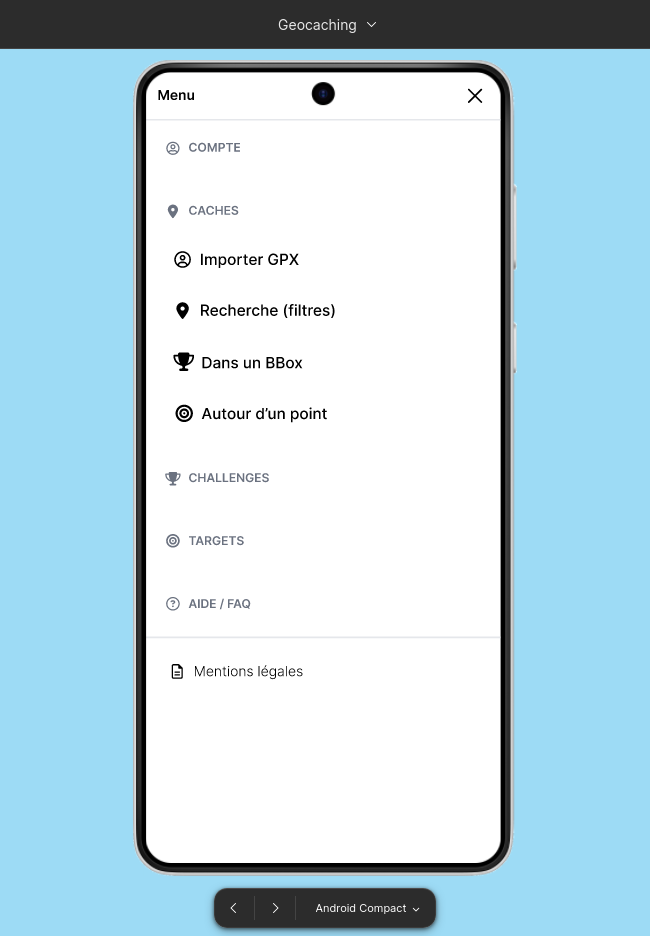 Geocaching
Menu
COMPTE
CACHES
Importer GPX
Recherche (filtres)
Dans un BBox
Autour d’un point
CHALLENGES
TARGETS
AIDE / FAQ
Mentions légales
Android Compact